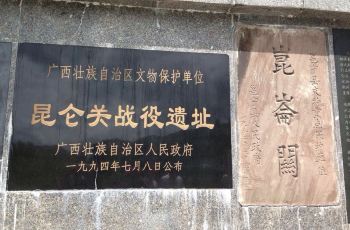 广西壮族自治区文物保护单位
昆仑关战役遗址
广西壮族自治区人民政府
一九九四年七月八日公布
崑崙關